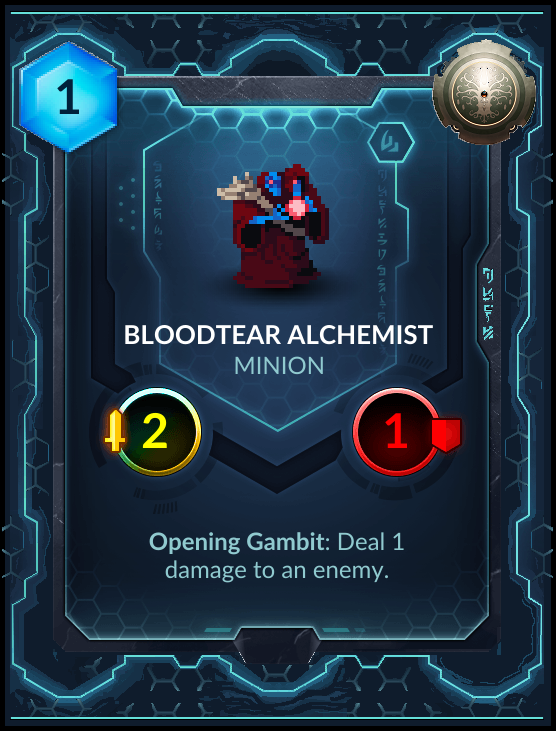 1
BLOODTEAR ALCHEMIST
MINION
2 1
Opening Gambit: Deal 1
damage to an enemy.